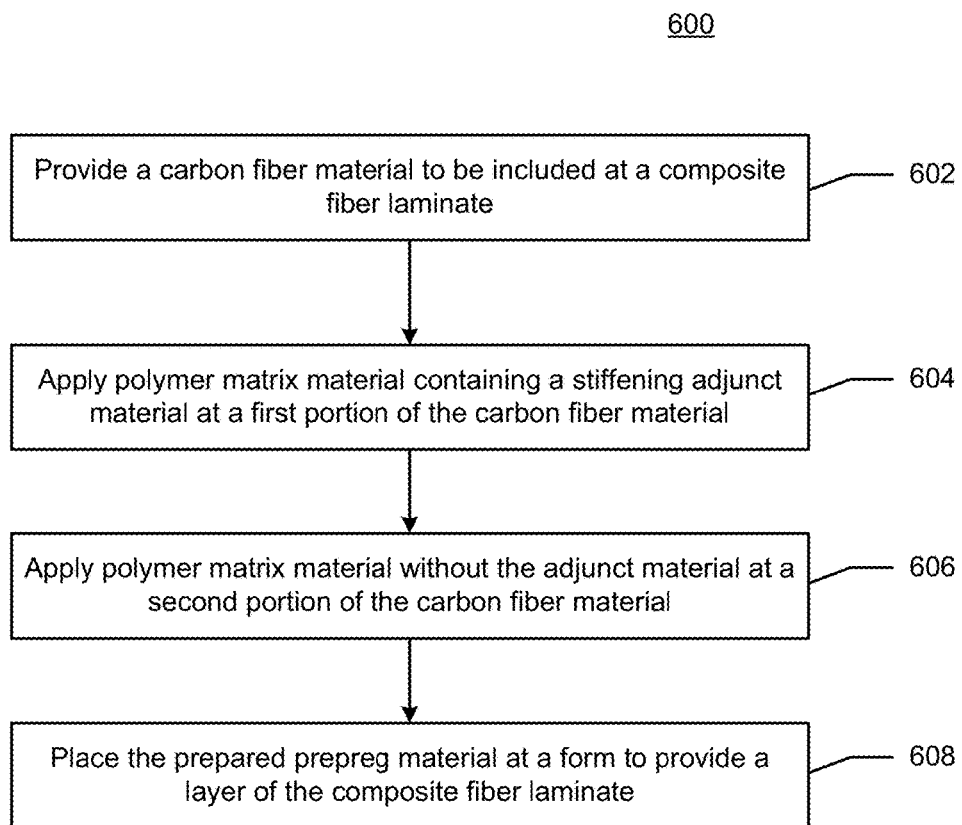 600
Provide a carbon fiber material to be included at a composite
fiber laminate
602
Apply polymer matrix material containing a stiffening adjunct
material at a first portion of the carbon fiber material
604
Apply polymer matrix material without the adjunct material at a
second portion of the carbon fiber material
606
Place the prepared prepreg material at a form to provide a
layer of the composite fiber laminate
608